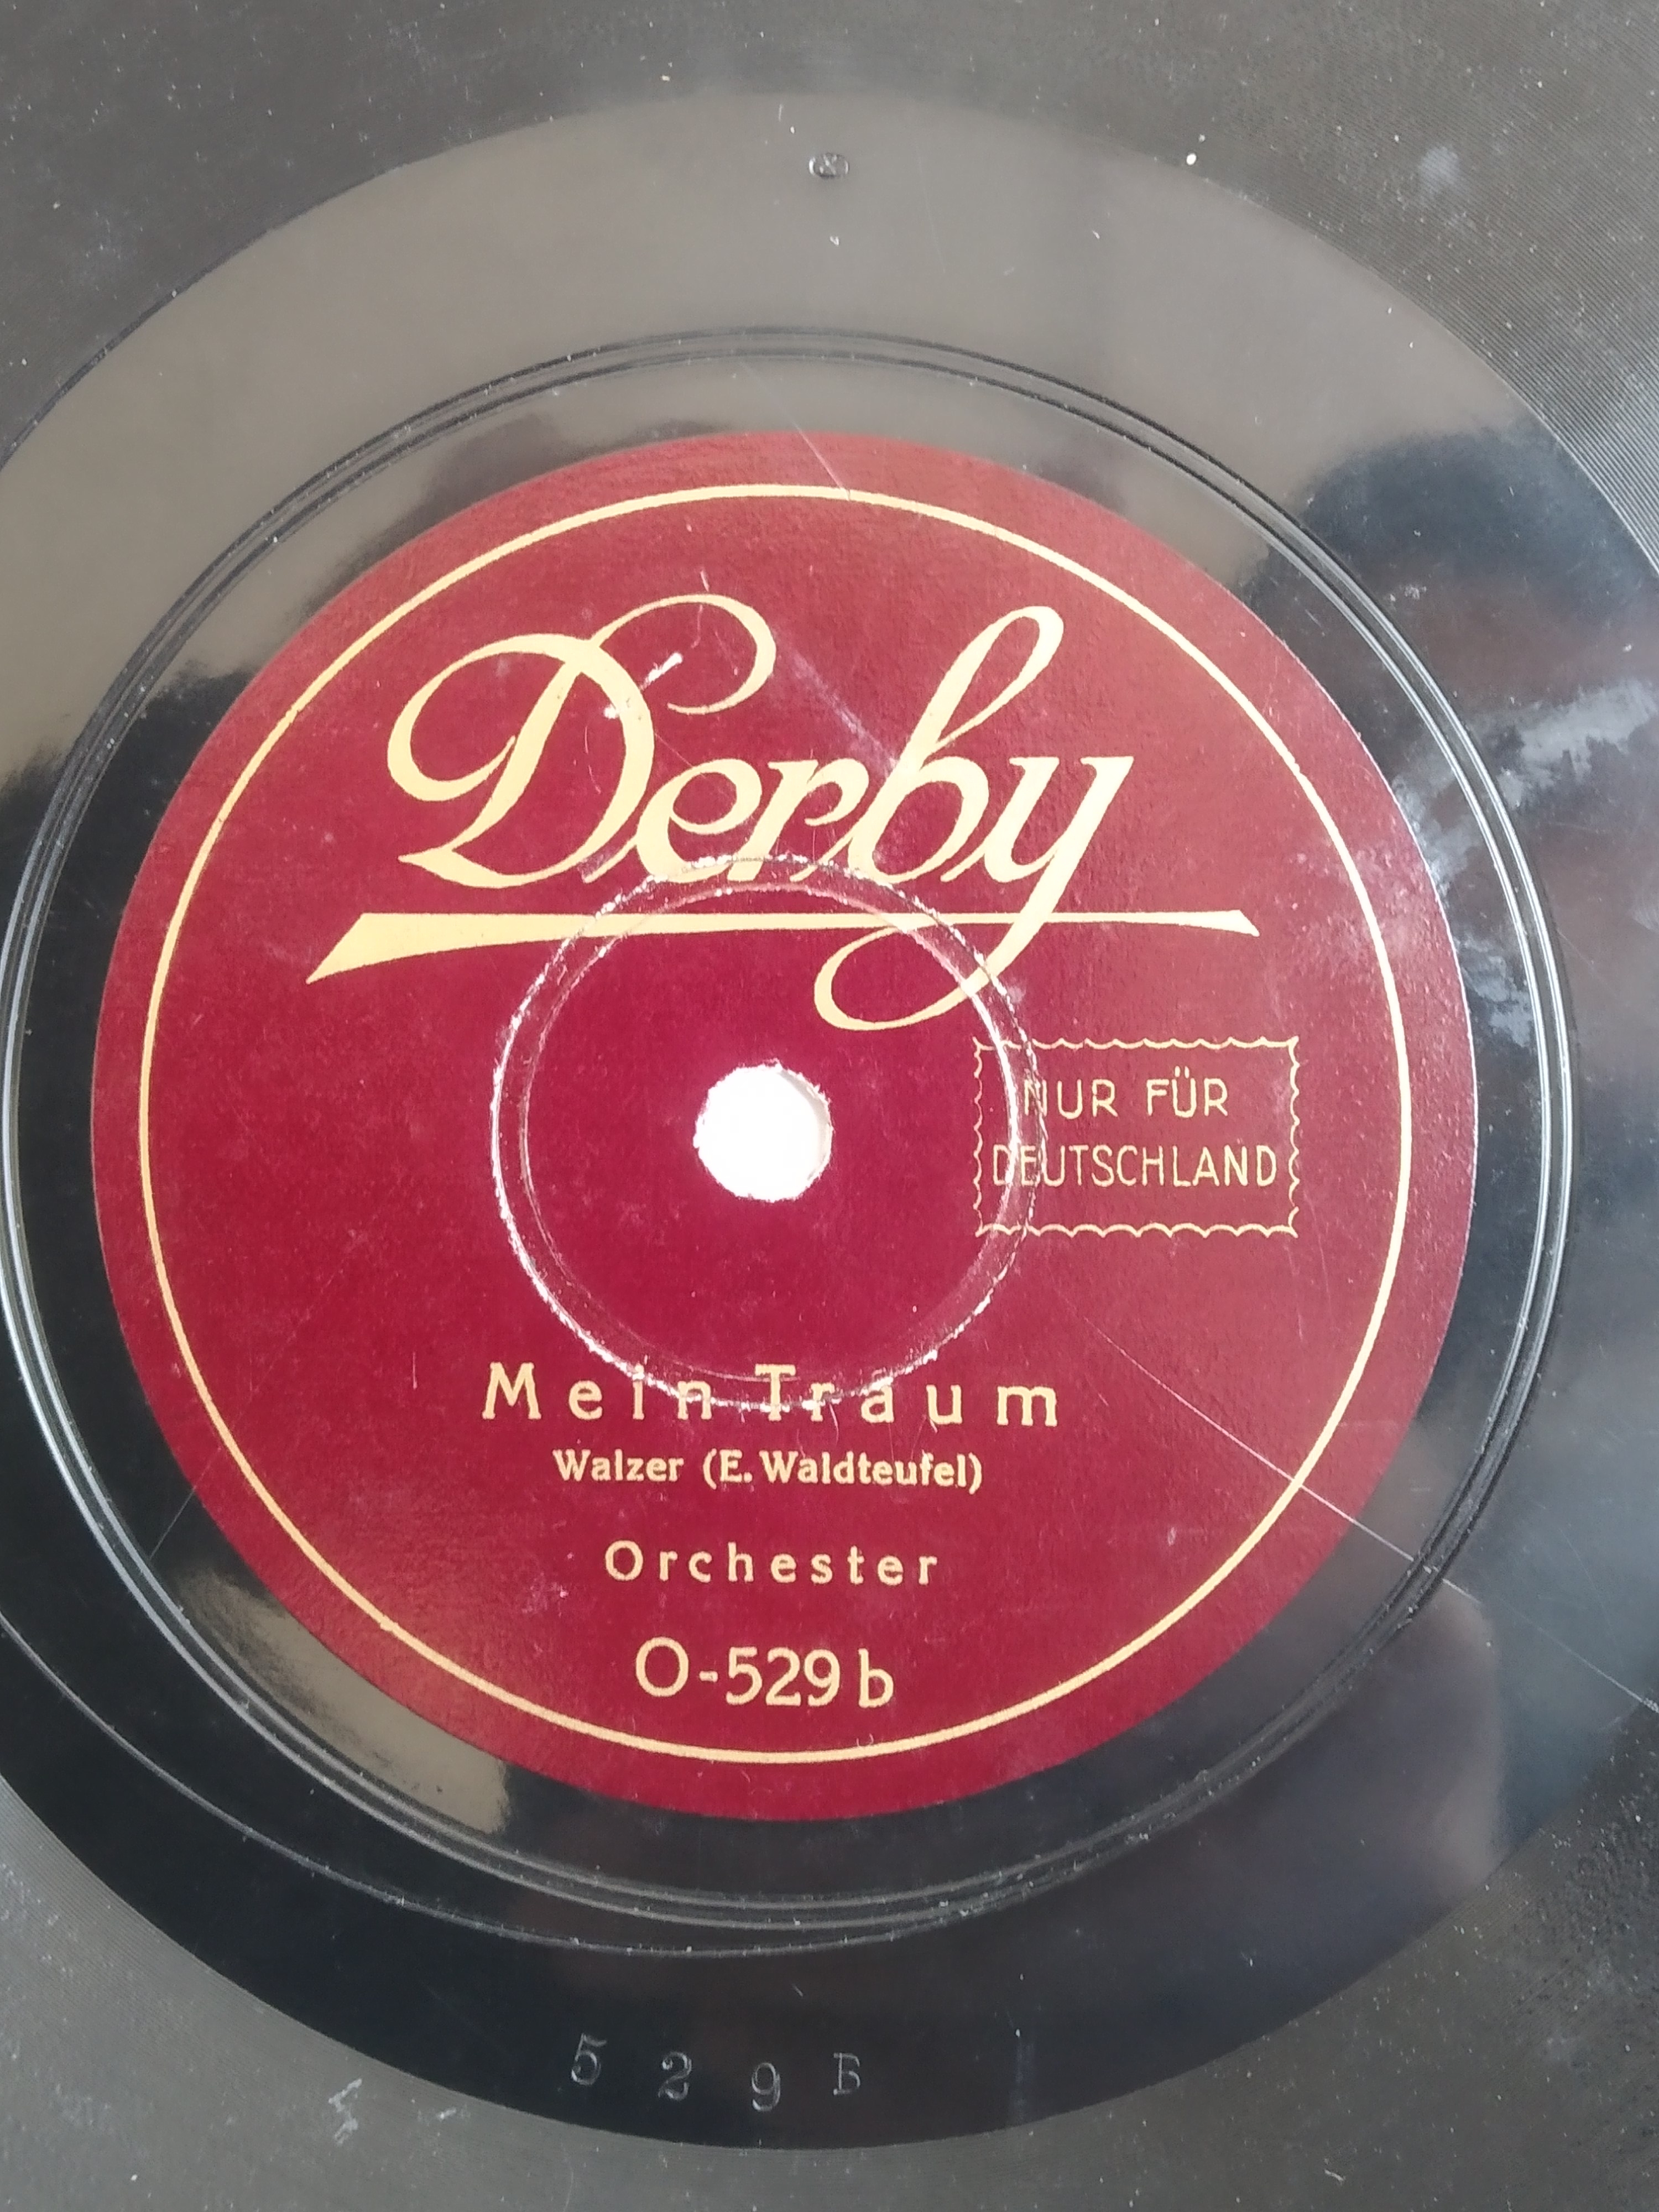 Derby
NUR FÜR
DEUTSCHLAND
Mein Traum
Walzer (E. Waldteufel)
Orchester
O-529 b
529 B